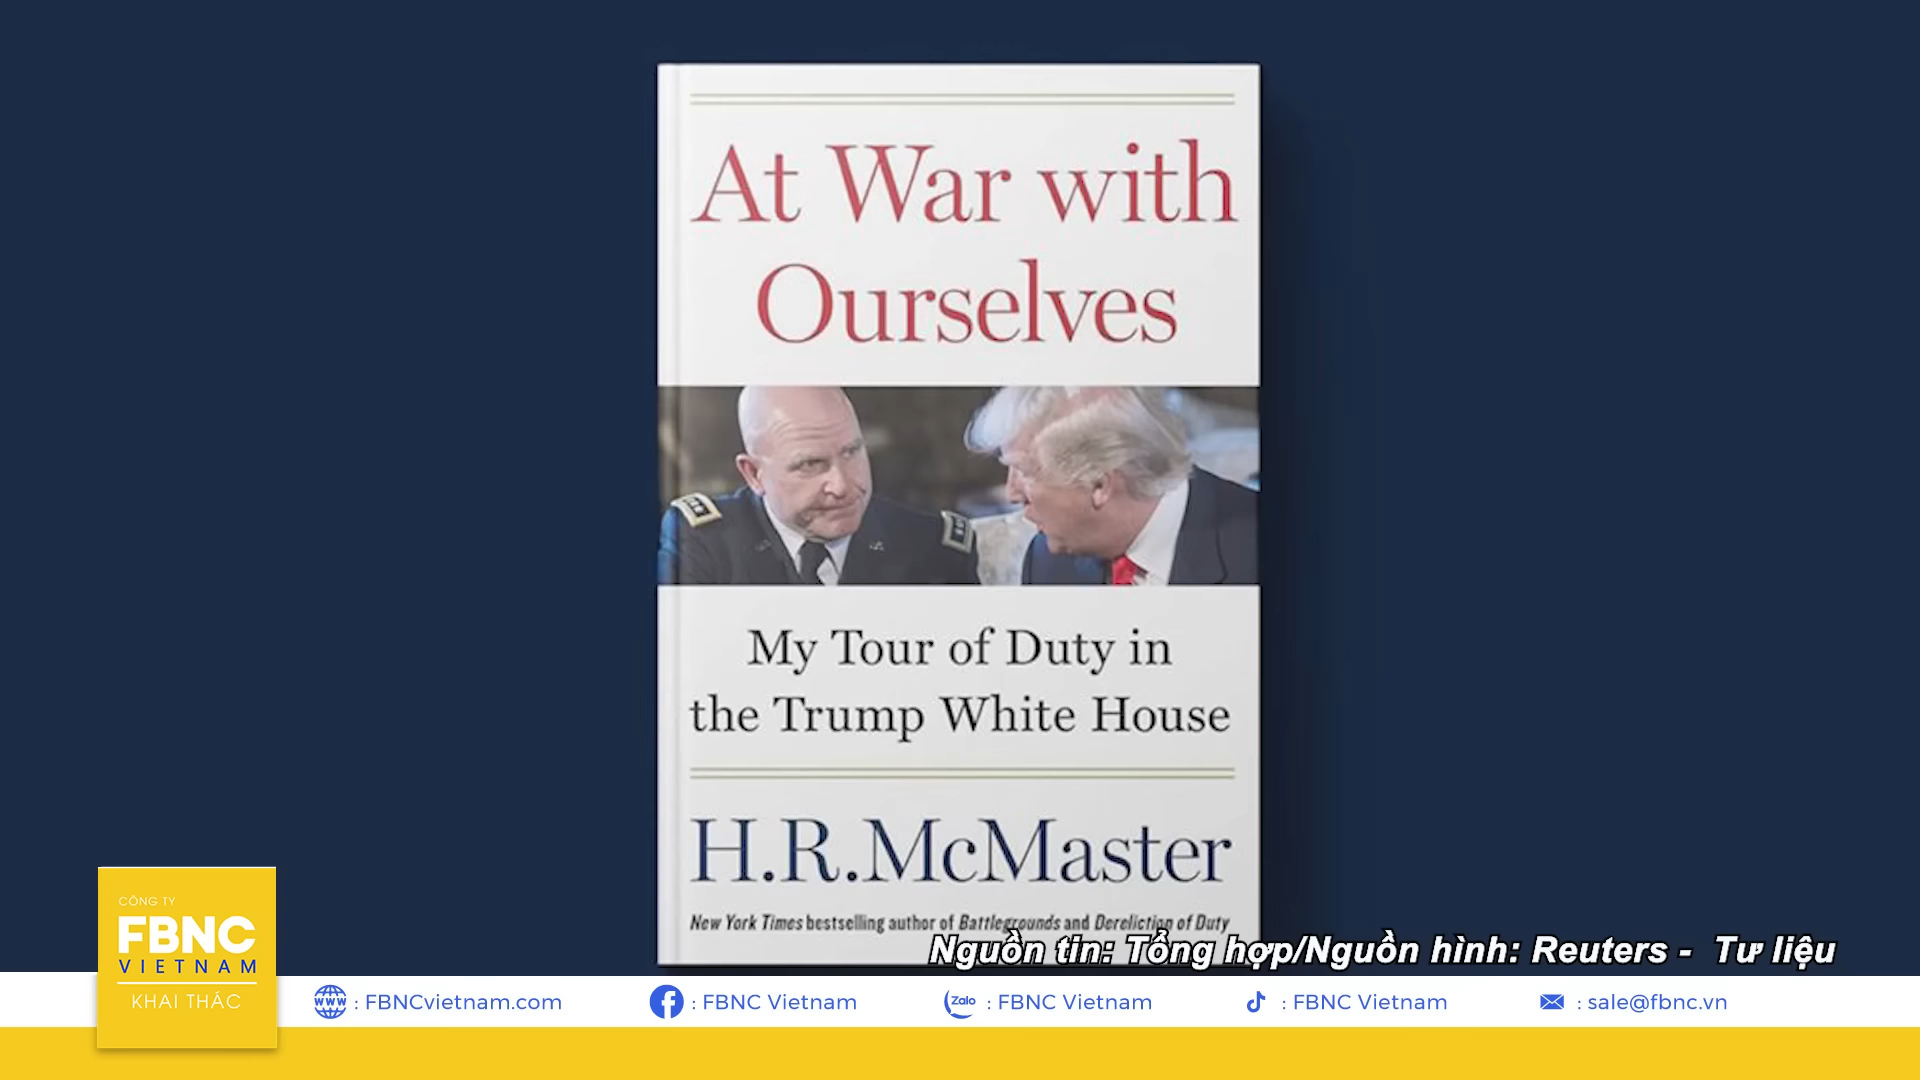 At War with
Ourselves
My Tour of Duty in
the Trump White House
H.R.McMaster
New York Times bestselling author of Battlegrounds and Dereliction of Duty
Nguồn tin: Tổng hợp/Nguồn hình: Reuters - Tư liệu
CÔNG TY
FBNC
VIETNAM
KHAI THÁC
www : FBNCvietnam.com
: FBNC Vietnam
Zalo : FBNC Vietnam
: FBNC Vietnam
: sale@fbnc.vn